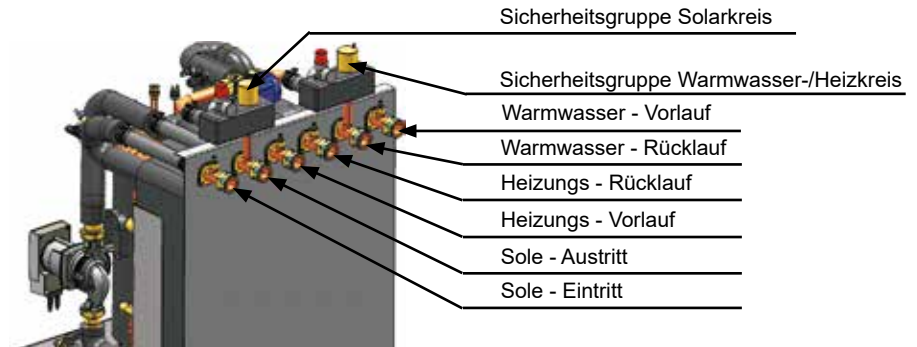 Sicherheitsgruppe Solarkreis
Sicherheitsgruppe Warmwasser-/Heizkreis
Warmwasser - Vorlauf
Warmwasser - Rücklauf
Heizungs - Rücklauf
Heizungs - Vorlauf
Sole - Austritt
Sole - Eintritt